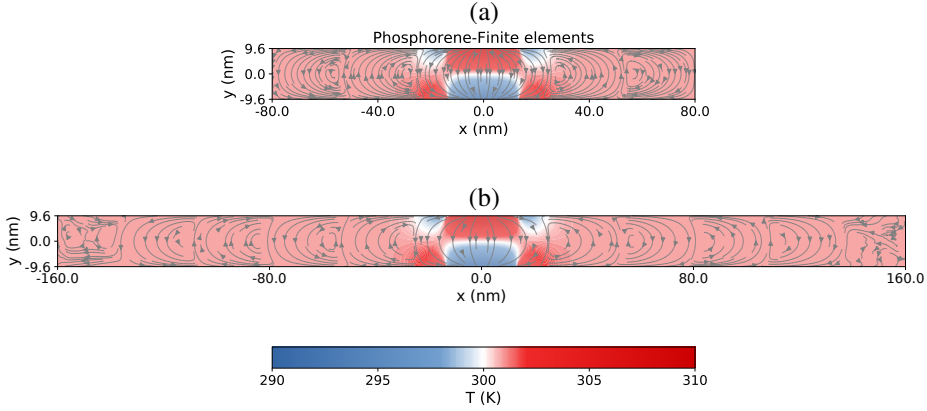 (a)
Phosphorene-Finite elements
y (nm)
9.6
0.0
-9.6
-80.0 -40.0 0.0 40.0 80.0
x (nm)
(b)
y (nm)
9.6
0.0
-9.6
-160.0 -80.0 0.0 80.0 160.0
x (nm)
290 295 300 305 310
T (K)